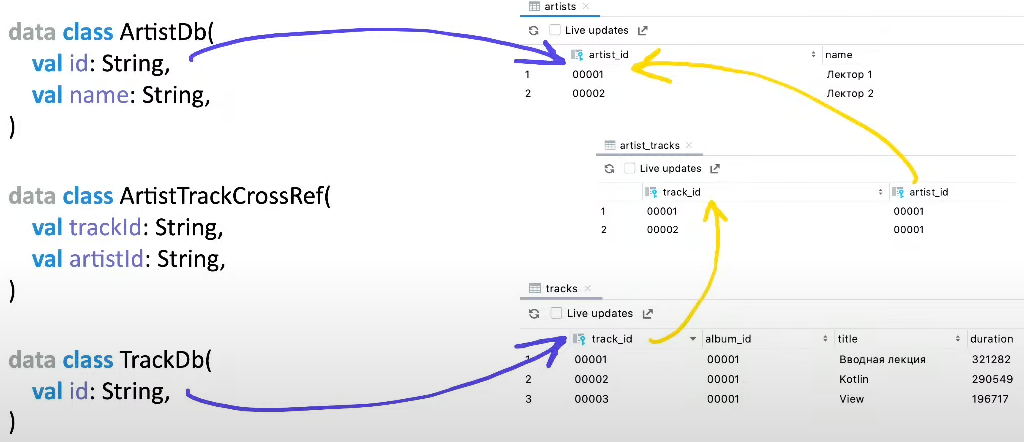 data class ArtistDb(
val id: String,
val name: String,
)
data class ArtistTrackCrossRef(
val trackId: String,
val artistId: String,
)
data class TrackDb(
val id: String,
)
artists
Live updates
artist_id name
1 00001 Лектор 1
2 00002 Лектор 2
artist_tracks
Live updates
track_id artist_id
1 00001 00001
2 00002 00001
tracks
Live updates
track_id album_id title duration
1 00001 00001 Вводная лекция 321282
2 00002 00001 Kotlin 290549
3 00003 00001 View 196717